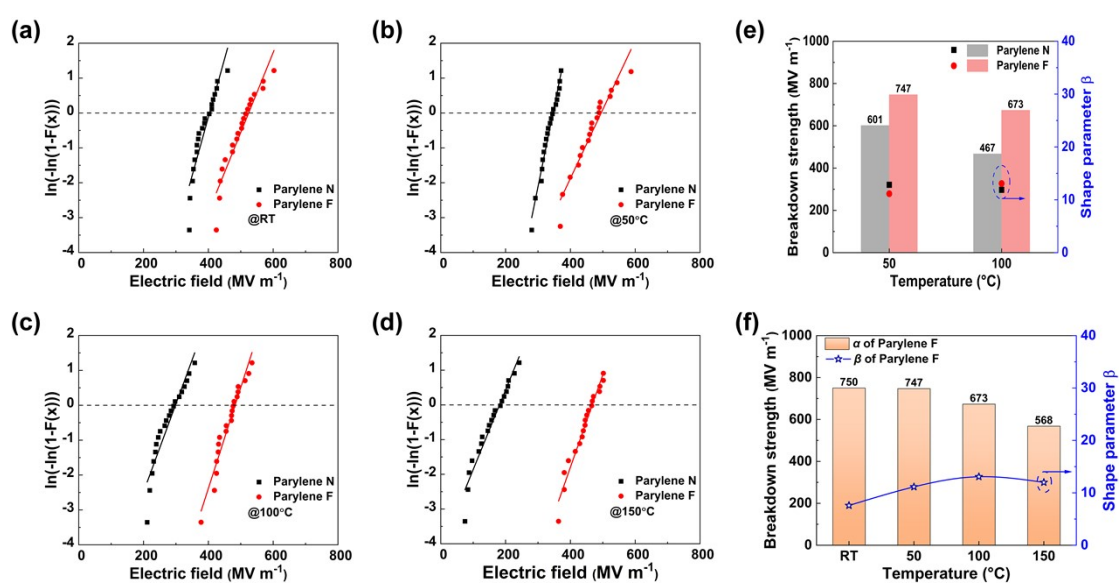 (a)
2
1
0
-1
-2
-3
-4
ln(-ln(1-F(x)))
Parylene N
Parylene F
@RT
0 200 400 600 800
Electric field (MV m⁻¹)
(b)
2
1
0
-1
-2
-3
-4
ln(-ln(1-F(x)))
Parylene N
Parylene F
@50°C
0 200 400 600 800
Electric field (MV m⁻¹)
(e)
1000
800
600
400
200
0
Breakdown strength (MV m⁻¹)
Parylene N
Parylene F
601
747
467
673
40
30
20
10
0
Shape parameter β
50 100
Temperature (°C)
(c)
2
1
0
-1
-2
-3
-4
ln(-ln(1-F(x)))
Parylene N
Parylene F
@100°C
0 200 400 600 800
Electric field (MV m⁻¹)
(d)
2
1
0
-1
-2
-3
-4
ln(-ln(1-F(x)))
Parylene N
Parylene F
@150°C
0 200 400 600 800
Electric field (MV m⁻¹)
(f)
1000
800
600
400
200
0
Breakdown strength (MV m⁻¹)
α of Parylene F
β of Parylene F
750
747
673
568
40
30
20
10
0
Shape parameter β
RT 50 100 150
Temperature (°C)